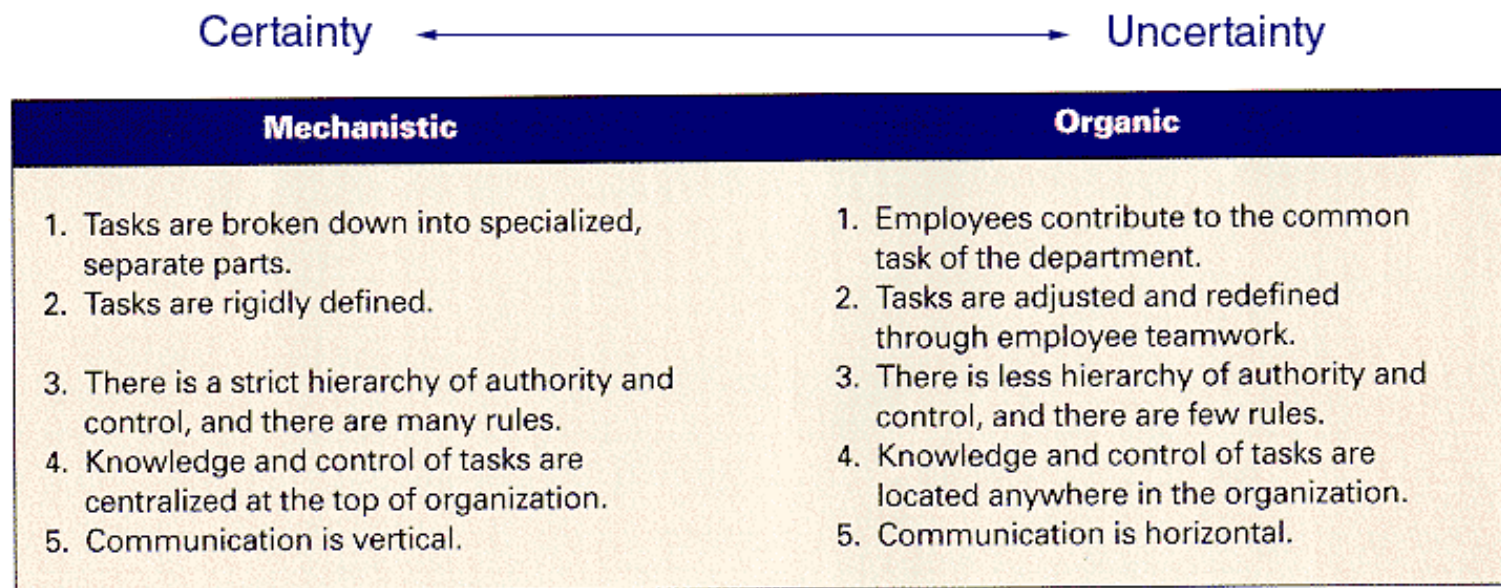 Certainty Uncertainty
Mechanistic Organic
1. Tasks are broken down into specialized,
separate parts.
2. Tasks are rigidly defined.
3. There is a strict hierarchy of authority and
control, and there are many rules.
4. Knowledge and control of tasks are
centralized at the top of organization.
5. Communication is vertical.
1. Employees contribute to the common
task of the department.
2. Tasks are adjusted and redefined
through employee teamwork.
3. There is less hierarchy of authority and
control, and there are few rules.
4. Knowledge and control of tasks are
located anywhere in the organization.
5. Communication is horizontal.